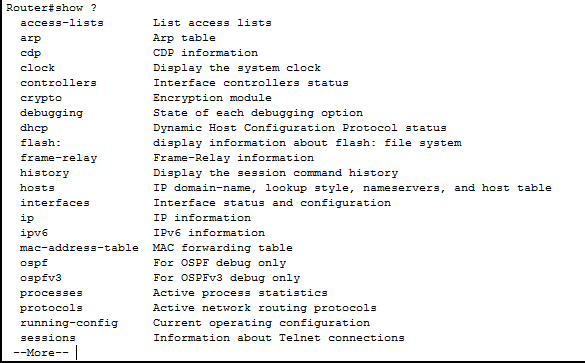 Router#show ?
access-lists List access lists
arp Arp table
cdp CDP information
clock Display the system clock
controllers Interface controllers status
crypto Encryption module
debugging State of each debugging option
dhcp Dynamic Host Configuration Protocol status
flash: display information about flash: file system
frame-relay Frame-Relay information
history Display the session command history
hosts IP domain-name, lookup style, nameservers, and host table
interfaces Interface status and configuration
ip IP information
ipv6 IPv6 information
mac-address-table MAC forwarding table
ospf For OSPF debug only
ospfv3 For OSPFv3 debug only
processes Active process statistics
protocols Active network routing protocols
running-config Current operating configuration
sessions Information about Telnet connections
--More--